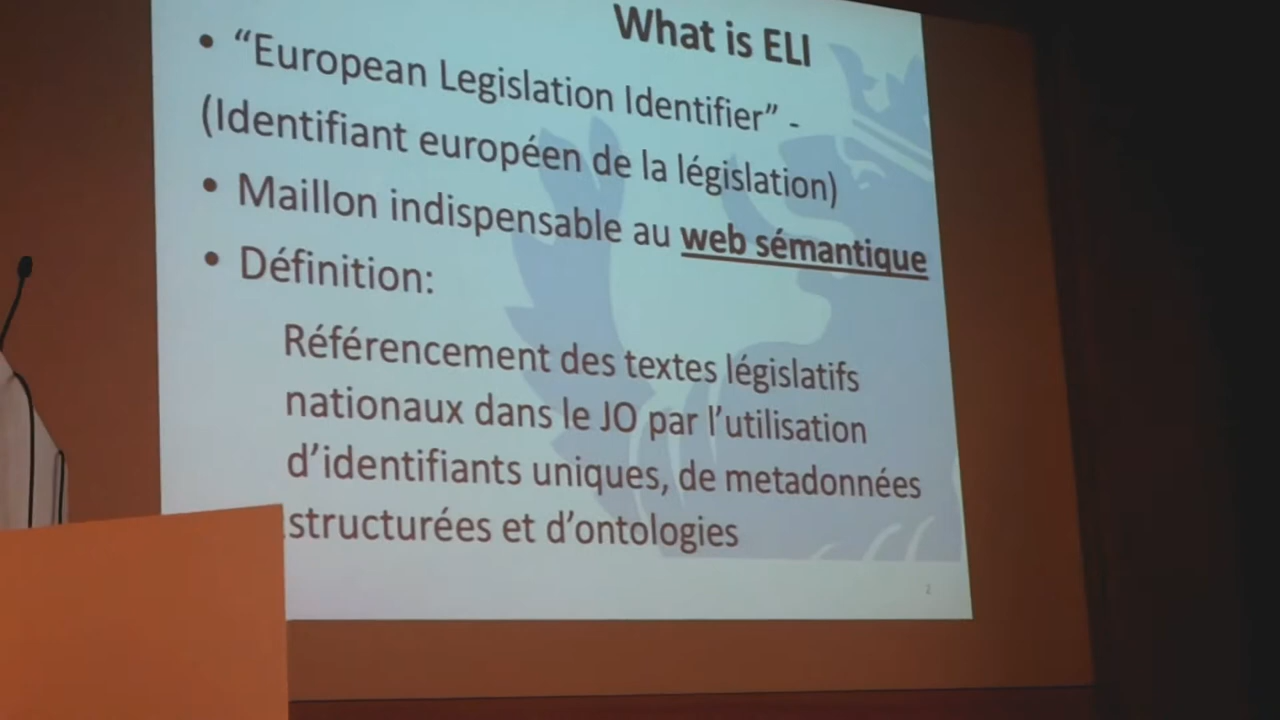 What is ELI
• “European Legislation Identifier” -
(Identifiant européen de la législation)
• Maillon indispensable au web sémantique
• Définition:
Référencement des textes législatifs
nationaux dans le JO par l’utilisation
d’identifiants uniques, de metadonnées
structurées et d’ontologies
2